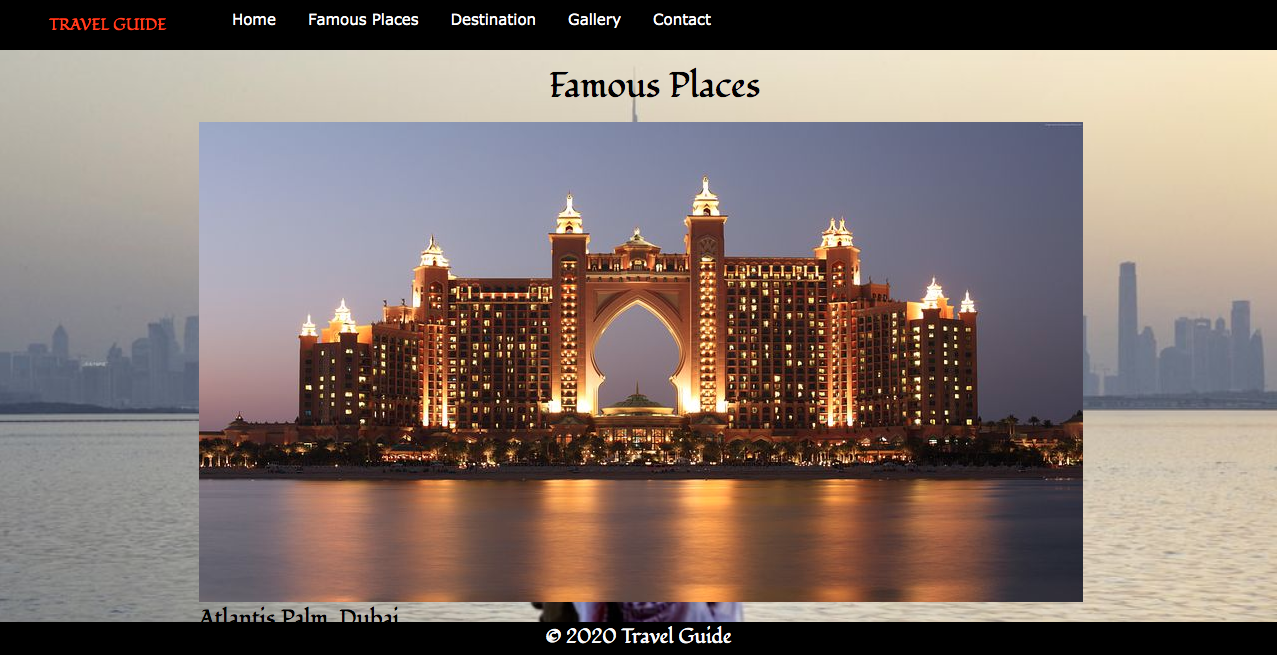 TRAVEL GUIDE Home Famous Places Destination Gallery Contact
Famous Places
Atlantis Palm, Dubai
© 2020 Travel Guide